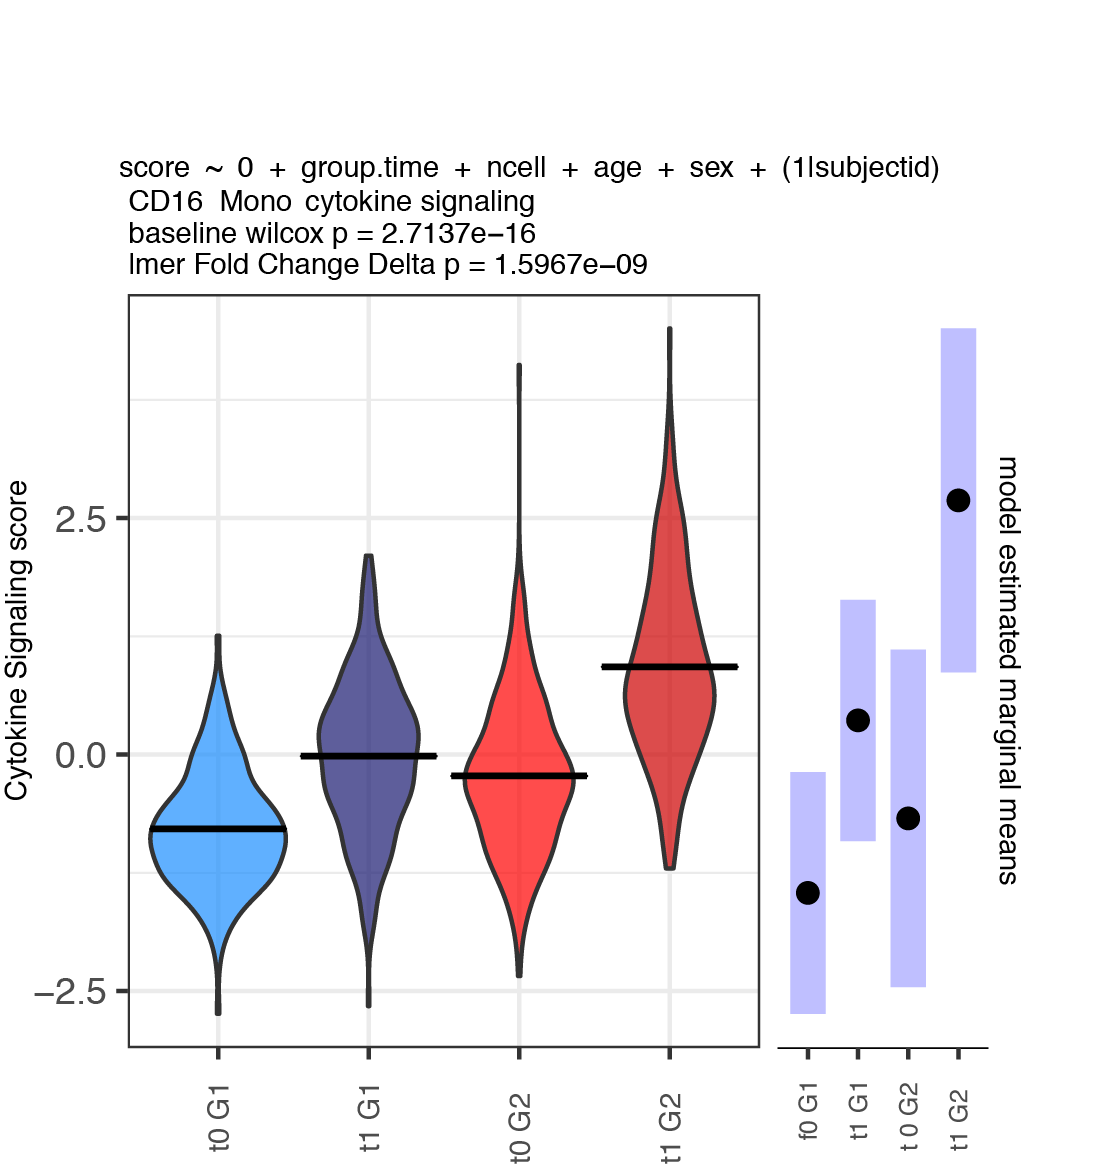 score ~ 0 + group.time + ncell + age + sex + (1|subjectid)
CD16 Mono cytokine signaling
baseline wilcox p = 2.7137e−16
lmer Fold Change Delta p = 1.5967e−09
Cytokine Signaling score
2.5
0.0
−2.5
t0 G1
t1 G1
t0 G2
t1 G2
f0 G1
t1 G1
t 0 G2
t1 G2
model estimated marginal means